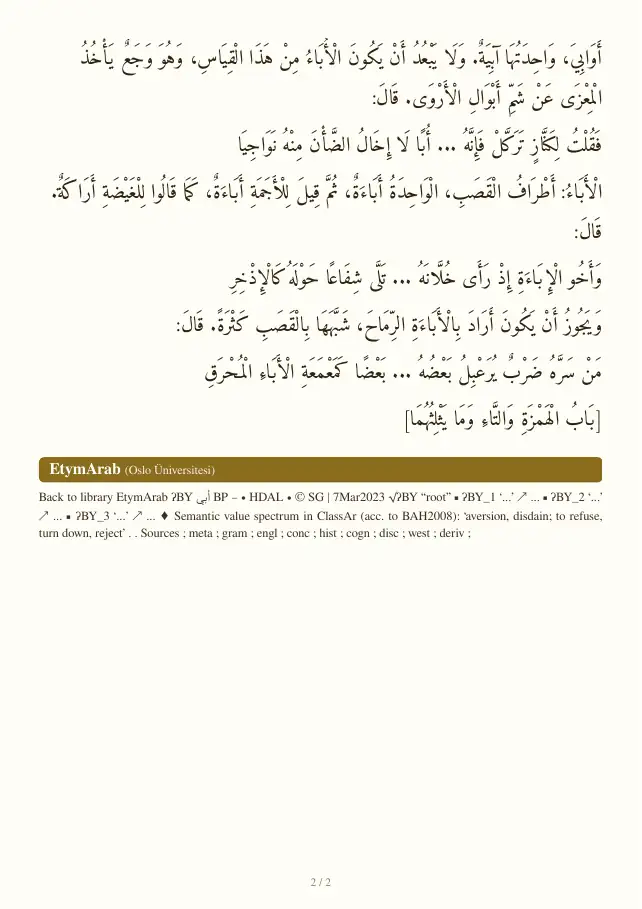 أَوَابِيَ، وَاحِدَتُهَا آبِيَةٌ. وَلَا يَبْعُدُ أَنْ يَكُونَ الْأُبَاءُ مِنْ هَذَا الْقِيَاسِ، وَهُوَ وَجَعٌ يَأْخُذُ
الْمِعْزَى عَنْ شَمِّ أَبْوَالِ الْأَرْوَى. قَالَ:
فَقُلْتُ لِكَنَّازٍ تَرَكَّلْ فَإِنَّهُ ... أُبًا لَا إِخَالُ الضَّأْنَ مِنْهُ نَوَاجِيَا
الْأَبَاءُ: أَطْرَافُ الْقَصَبِ، الْوَاحِدَةُ أَبَاءَةٌ، ثُمَّ قِيلَ لِلْأَجَمَةِ أَبَاءَةٌ، كَمَا قَالُوا لِلْغَيْضَةِ أَرَاكَةٌ.
قَالَ:
وَأَخُو الْإِبَاءَةِ إِذْ رَأَى خُلَّانَهُ ... تَلَّى شِفَاعًا حَوْلَهُ كَالْإِذْخِرِ
وَيَجُوزُ أَنْ يَكُونَ أَرَادَ بِالْأَبَاءَةِ الرِّمَاحَ، شَبَّهَهَا بِالْقَصَبِ كَثْرَةً. قَالَ:
مَنْ سَرَّهُ ضَرْبٌ يُرَعْبِلُ بَعْضُهُ ... بَعْضًا كَمَعْمَعَةِ الْأَبَاءِ الْمُحْرَقِ
[بَابُ الْهَمْزَةِ وَالتَّاءِ وَمَا يَثْلِثُهُمَا]
EtymArab (Oslo Üniversitesi)
Back to library EtymArab ʔBY أبي BP – • HDAL • © SG | 7Mar2023 √ʔBY “root” ▪ ʔBY_1 ‘...’ ↗ ... ▪ ʔBY_2 ‘...’
↗ ... ▪ ʔBY_3 ‘...’ ↗ ... ♦ Semantic value spectrum in ClassAr (acc. to BAH2008): ‘aversion, disdain; to refuse,
turn down, reject’ . . Sources ; meta ; gram ; engl ; conc ; hist ; cogn ; disc ; west ; deriv ;
2 / 2